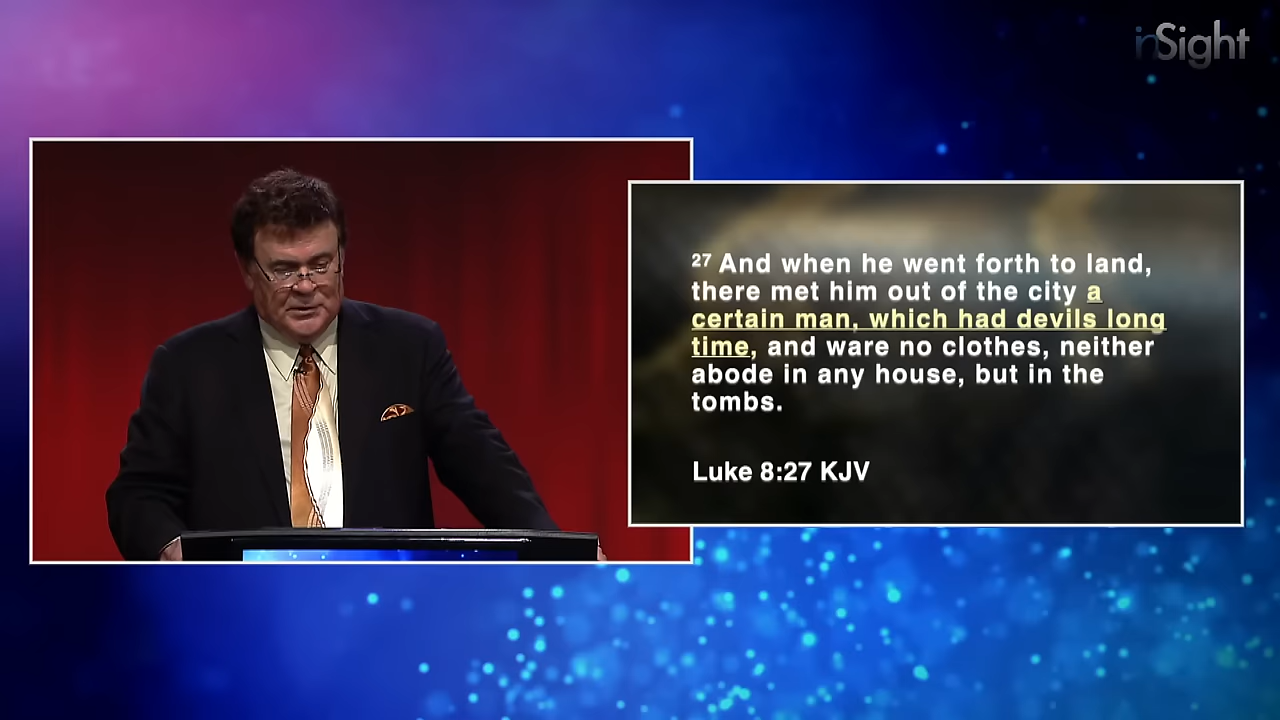 inSight
27 And when he went forth to land,
there met him out of the city a
certain man, which had devils long
time, and ware no clothes, neither
abode in any house, but in the
tombs.
Luke 8:27 KJV